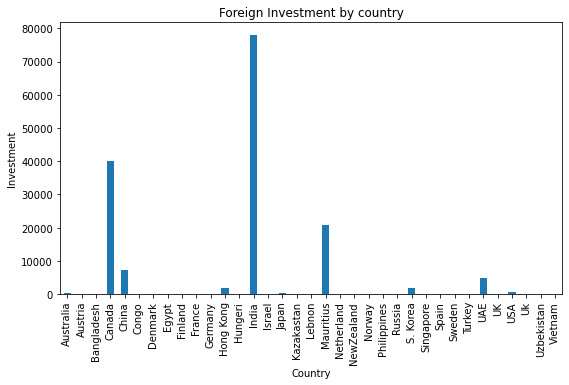 Foreign Investment by country
80000
70000
60000
50000
40000
30000
20000
10000
0
Investment
Australia
Austria
Bangladesh
Canada
China
Congo
Denmark
Egypt
Finland
France
Germany
Hong Kong
Hungeri
India
Israel
Japan
Kazakastan
Lebnon
Mauritius
Netherland
NewZealand
Norway
Philippines
Russia
S. Korea
Singapore
Spain
Sweden
Turkey
UAE
UK
USA
Uk
Uzbekistan
Vietnam
Country